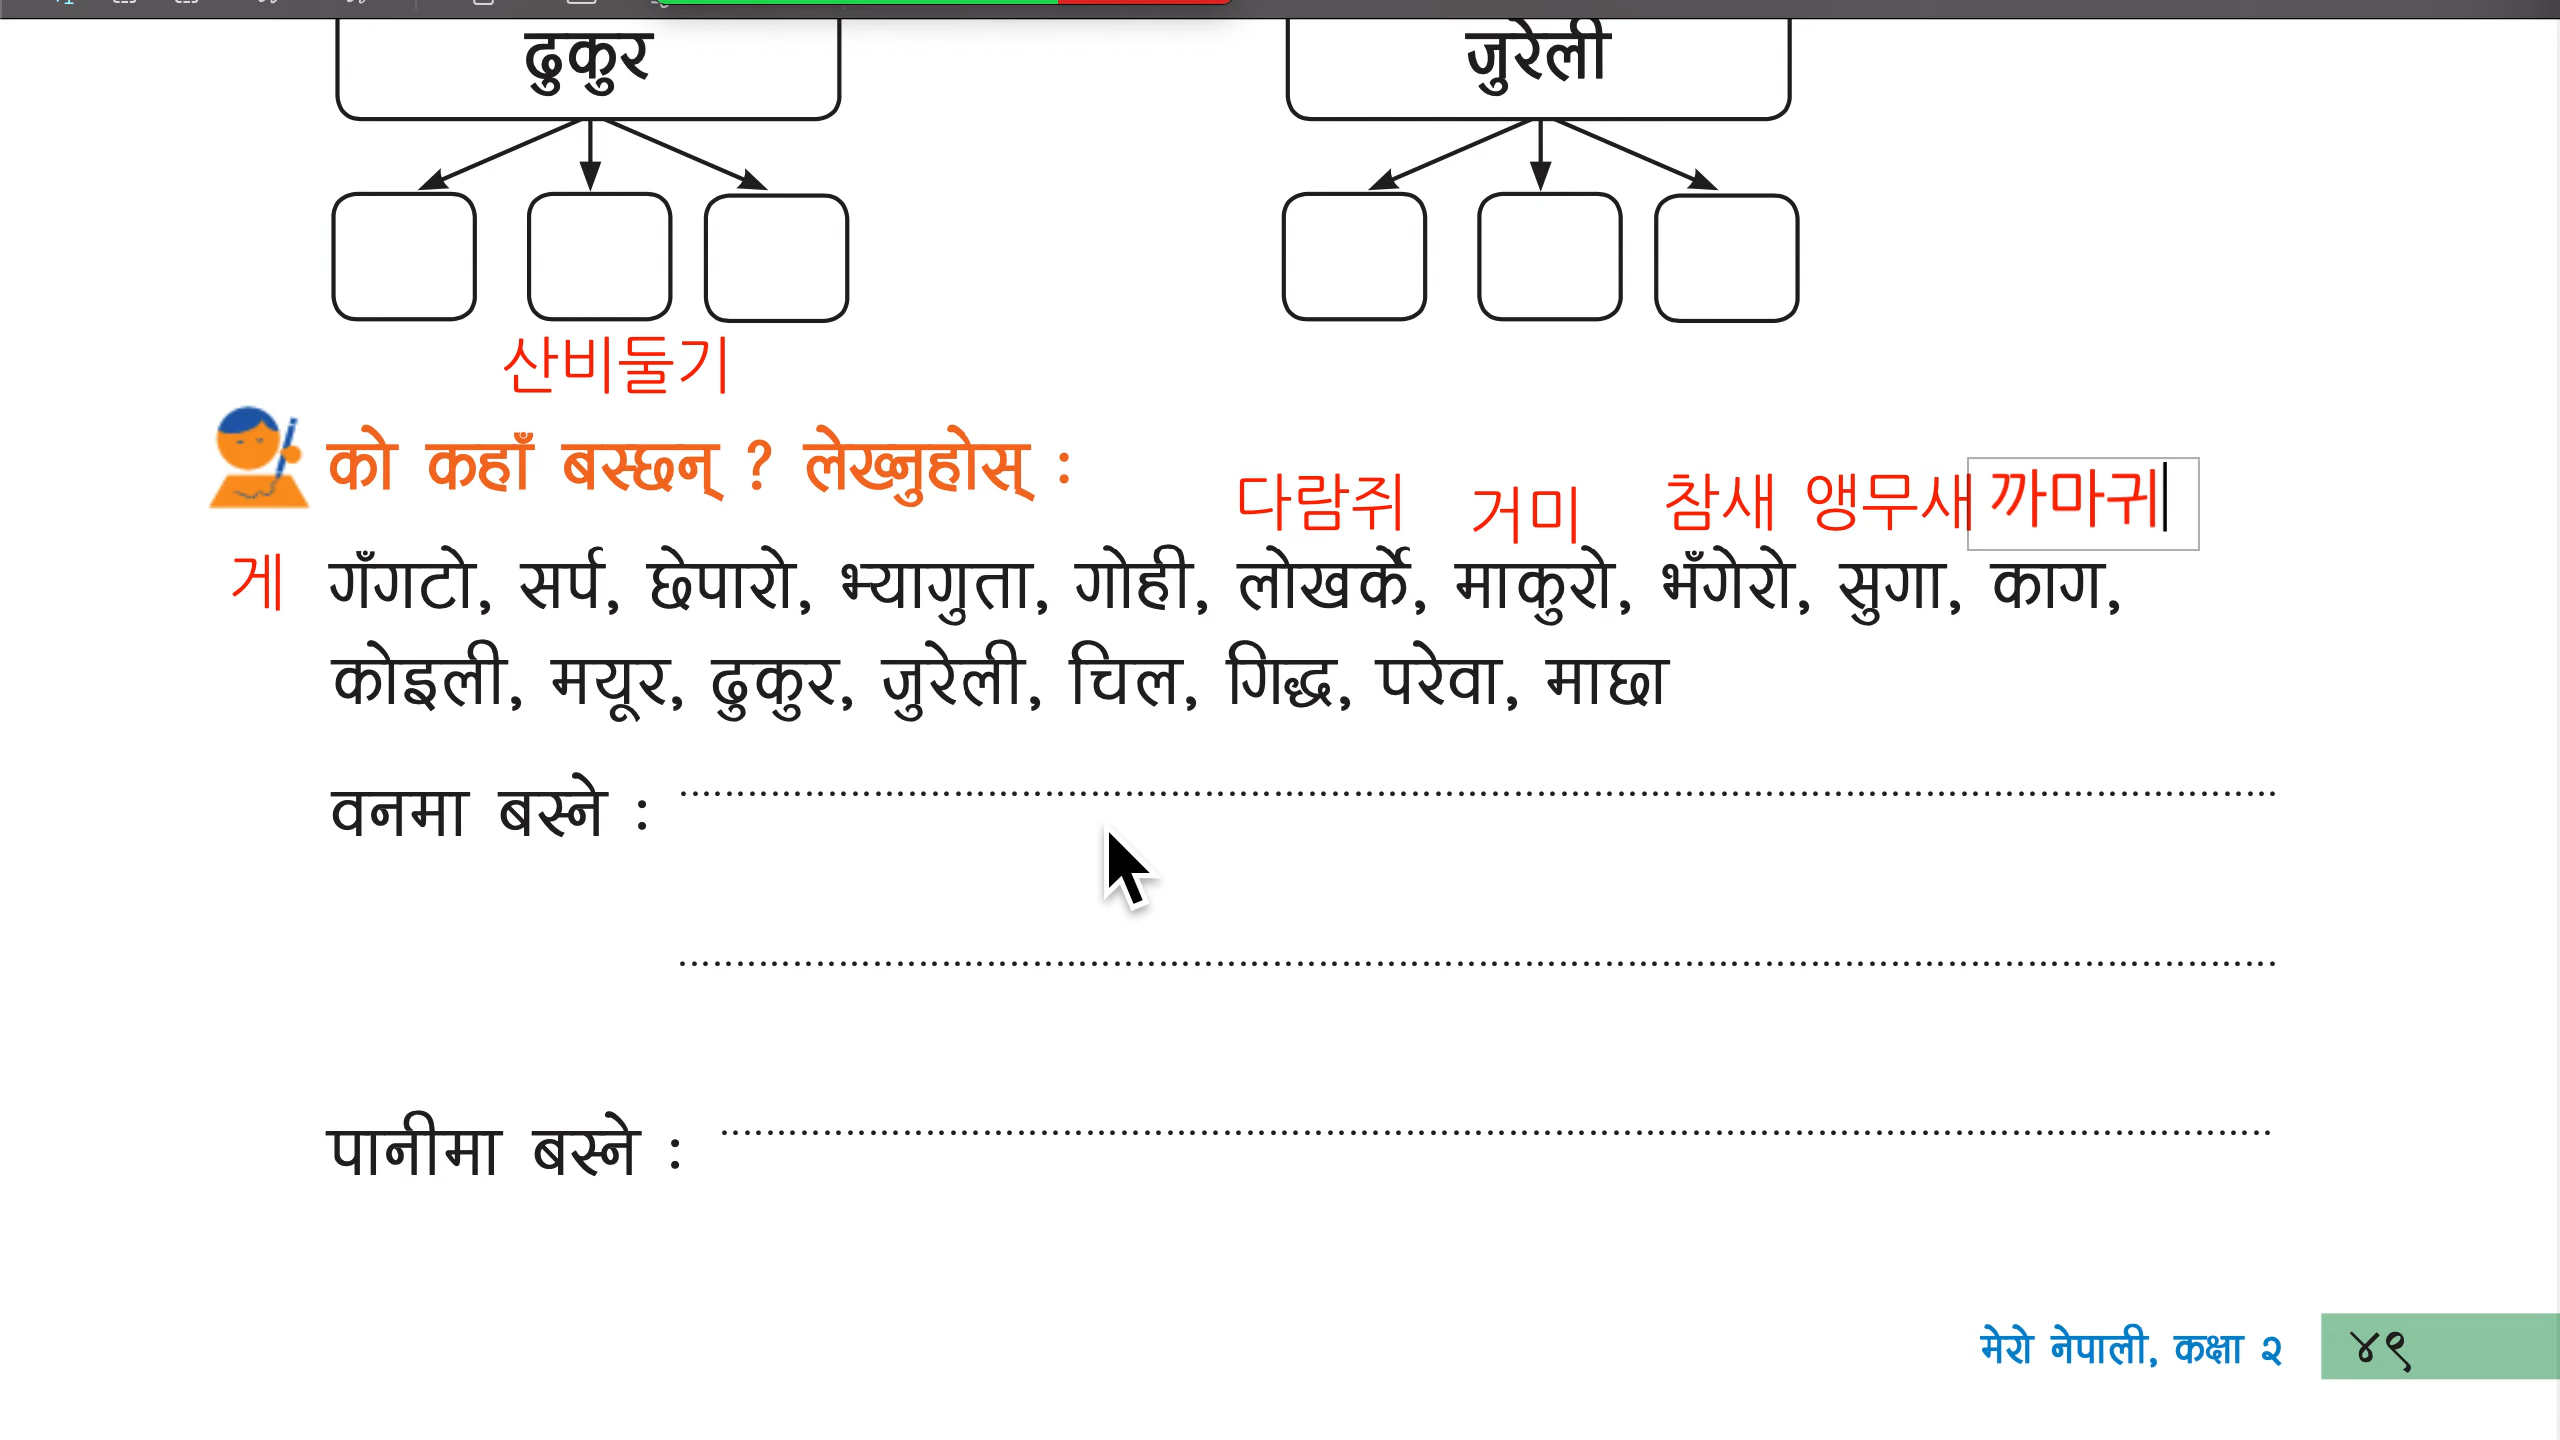 ढुकुर
जुरेली
산비둘기
को कहाँ बस्छन् ? लेख्नुहोस् :
다람쥐 거미 참새 앵무새 까마귀
게 गँगटो, सर्प, छेपारो, भ्यागुता, गोही, लोखर्के, माकुरो, भँगेरो, सुगा, काग,
कोइली, मयूर, ढुकुर, जुरेली, चिल, गिद्ध, परेवा, माछा
वनमा बस्ने :
पानीमा बस्ने :
मेरो नेपाली, कक्षा २ ४९